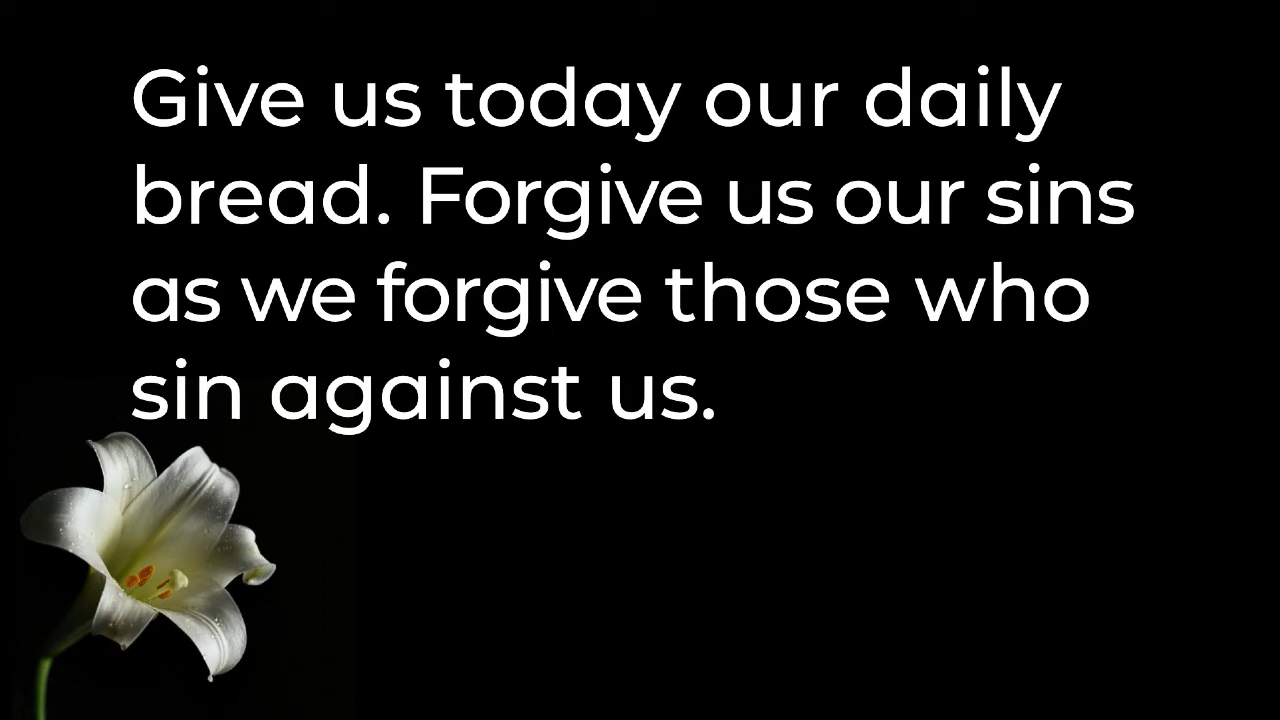 Give us today our daily
bread. Forgive us our sins
as we forgive those who
sin against us.